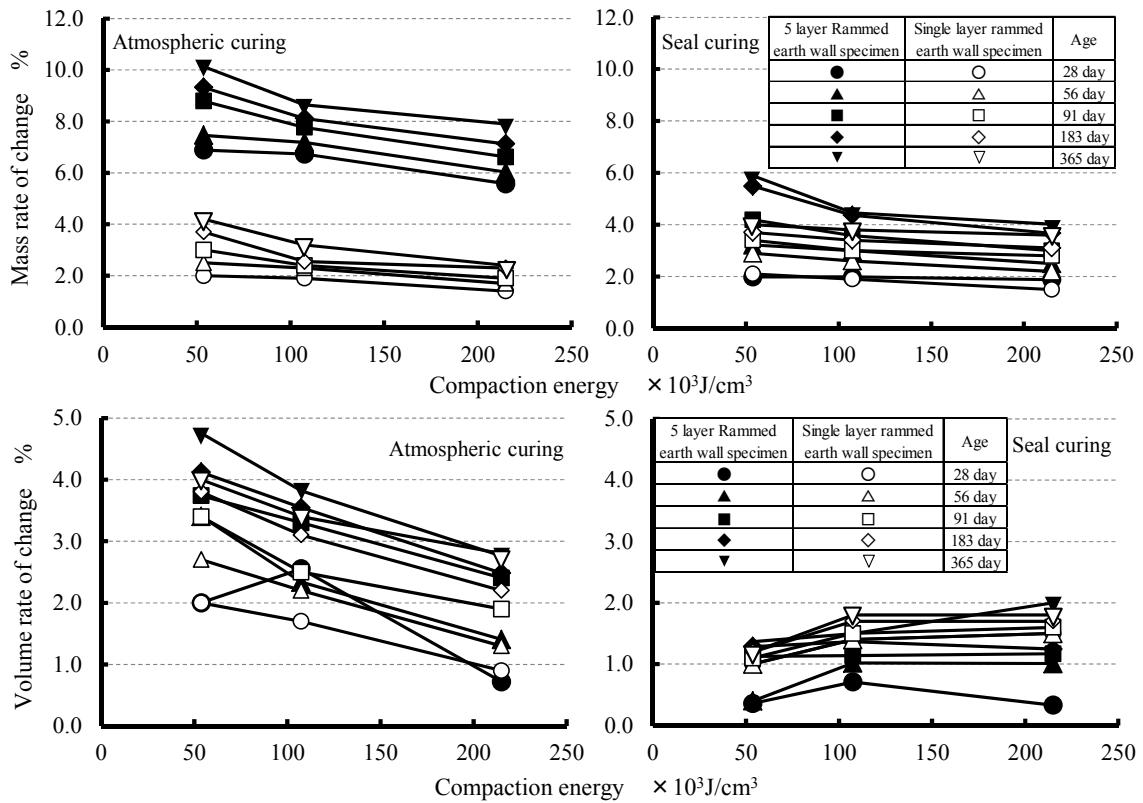 12.0
10.0
8.0
6.0
4.0
2.0
0.0
Mass rate of change %
Atmospheric curing
0 50 100 150 200 250
12.0
10.0
8.0
6.0
4.0
2.0
0.0
Seal curing
5 layer Rammed earth wall specimen
Single layer rammed earth wall specimen
Age
28 day
56 day
91 day
183 day
365 day
0 50 100 150 200 250
Compaction energy ×10³J/cm³
5.0
4.0
3.0
2.0
1.0
0.0
Volume rate of change %
Atmospheric curing
0 50 100 150 200 250
5.0
4.0
3.0
2.0
1.0
0.0
5 layer Rammed earth wall specimen
Single layer rammed earth wall specimen
Age
28 day
56 day
91 day
183 day
365 day
Seal curing
0 50 100 150 200 250
Compaction energy ×10³J/cm³